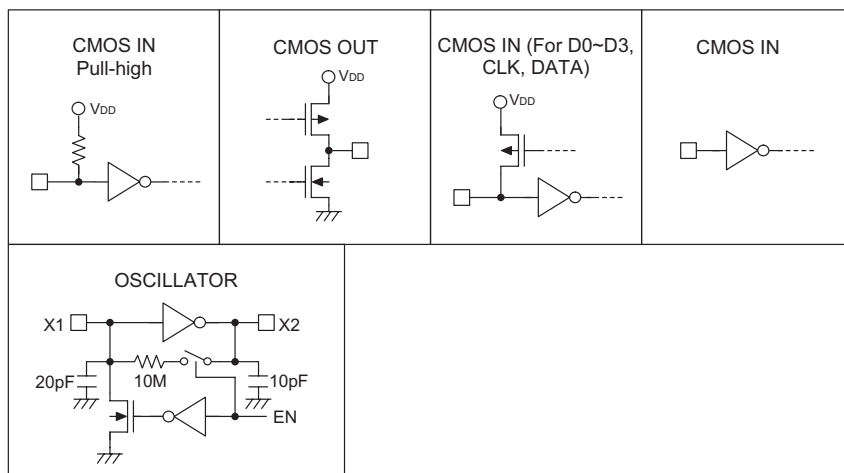 CMOS IN
Pull-high
VDD
CMOS OUT
VDD
CMOS IN (For D0~D3,
CLK, DATA)
VDD
CMOS IN
OSCILLATOR
X1
X2
20pF
10M
10pF
EN